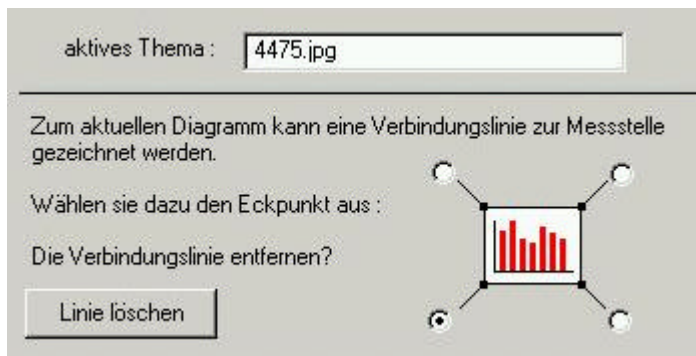 aktives Thema : 4475.jpg
Zum aktuellen Diagramm kann eine Verbindungslinie zur Messstelle
gezeichnet werden.
Wählen sie dazu den Eckpunkt aus :
Die Verbindungslinie entfernen?
Linie löschen